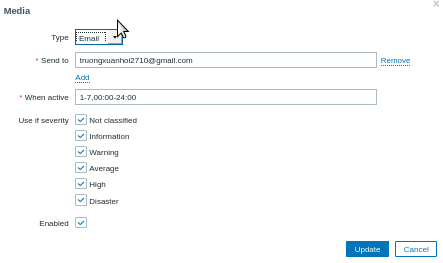 Media
Type Email
* Send to truongxuanhoi2710@gmail.com Remove
Add
* When active 1-7,00:00-24:00
Use if severity Not classified
Information
Warning
Average
High
Disaster
Enabled
Update Cancel